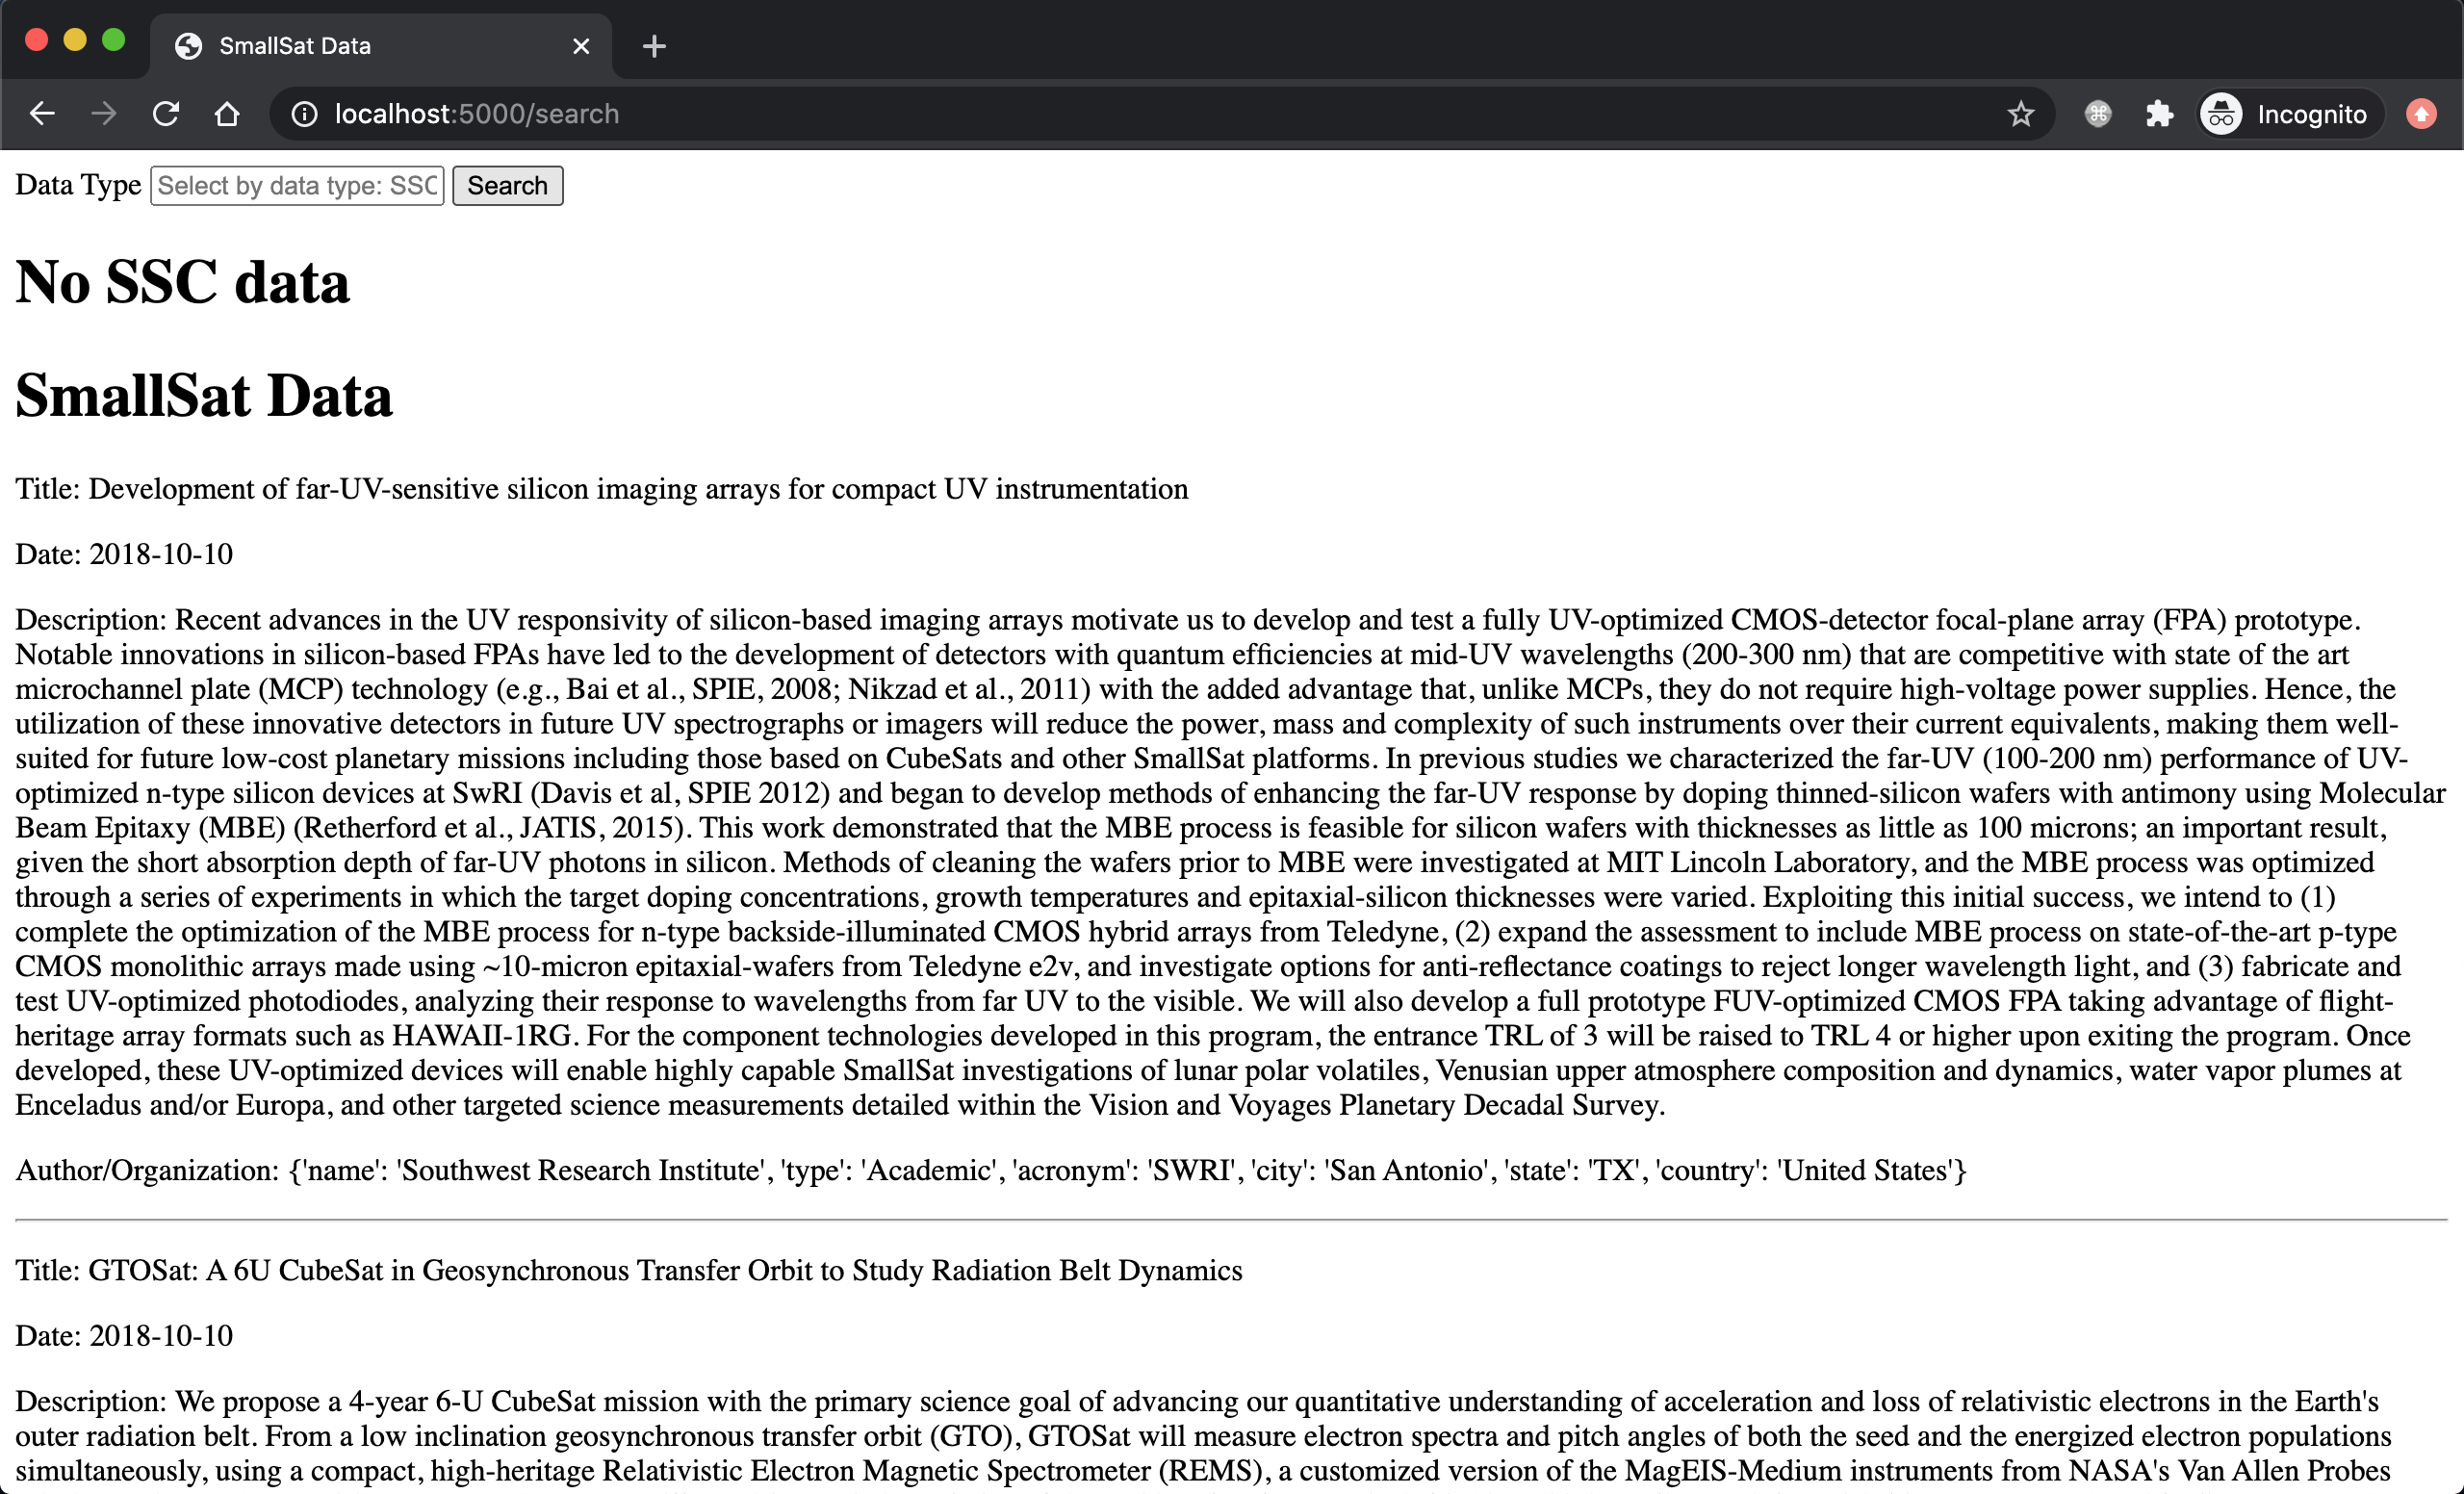 SmallSat Data
localhost:5000/search
Incognito
Data Type Select by data type: SSC Search
No SSC data
SmallSat Data
Title: Development of far-UV-sensitive silicon imaging arrays for compact UV instrumentation
Date: 2018-10-10
Description: Recent advances in the UV responsivity of silicon-based imaging arrays motivate us to develop and test a fully UV-optimized CMOS-detector focal-plane array (FPA) prototype.
Notable innovations in silicon-based FPAs have led to the development of detectors with quantum efficiencies at mid-UV wavelengths (200-300 nm) that are competitive with state of the art
microchannel plate (MCP) technology (e.g., Bai et al., SPIE, 2008; Nikzad et al., 2011) with the added advantage that, unlike MCPs, they do not require high-voltage power supplies. Hence, the
utilization of these innovative detectors in future UV spectrographs or imagers will reduce the power, mass and complexity of such instruments over their current equivalents, making them well-
suited for future low-cost planetary missions including those based on CubeSats and other SmallSat platforms. In previous studies we characterized the far-UV (100-200 nm) performance of UV-
optimized n-type silicon devices at SwRI (Davis et al, SPIE 2012) and began to develop methods of enhancing the far-UV response by doping thinned-silicon wafers with antimony using Molecular
Beam Epitaxy (MBE) (Retherford et al., JATIS, 2015). This work demonstrated that the MBE process is feasible for silicon wafers with thicknesses as little as 100 microns; an important result,
given the short absorption depth of far-UV photons in silicon. Methods of cleaning the wafers prior to MBE were investigated at MIT Lincoln Laboratory, and the MBE process was optimized
through a series of experiments in which the target doping concentrations, growth temperatures and epitaxial-silicon thicknesses were varied. Exploiting this initial success, we intend to (1)
complete the optimization of the MBE process for n-type backside-illuminated CMOS hybrid arrays from Teledyne, (2) expand the assessment to include MBE process on state-of-the-art p-type
CMOS monolithic arrays made using ~10-micron epitaxial-wafers from Teledyne e2v, and investigate options for anti-reflectance coatings to reject longer wavelength light, and (3) fabricate and
test UV-optimized photodiodes, analyzing their response to wavelengths from far UV to the visible. We will also develop a full prototype FUV-optimized CMOS FPA taking advantage of flight-
heritage array formats such as HAWAII-1RG. For the component technologies developed in this program, the entrance TRL of 3 will be raised to TRL 4 or higher upon exiting the program. Once
developed, these UV-optimized devices will enable highly capable SmallSat investigations of lunar polar volatiles, Venusian upper atmosphere composition and dynamics, water vapor plumes at
Enceladus and/or Europa, and other targeted science measurements detailed within the Vision and Voyages Planetary Decadal Survey.
Author/Organization: {'name': 'Southwest Research Institute', 'type': 'Academic', 'acronym': 'SWRI', 'city': 'San Antonio', 'state': 'TX', 'country': 'United States'}
Title: GTOSat: A 6U CubeSat in Geosynchronous Transfer Orbit to Study Radiation Belt Dynamics
Date: 2018-10-10
Description: We propose a 4-year 6-U CubeSat mission with the primary science goal of advancing our quantitative understanding of acceleration and loss of relativistic electrons in the Earth's
outer radiation belt. From a low inclination geosynchronous transfer orbit (GTO), GTOSat will measure electron spectra and pitch angles of both the seed and the energized electron populations
simultaneously, using a compact, high-heritage Relativistic Electron Magnetic Spectrometer (REMS), a customized version of the MagEIS-Medium instruments from NASA's Van Allen Probes